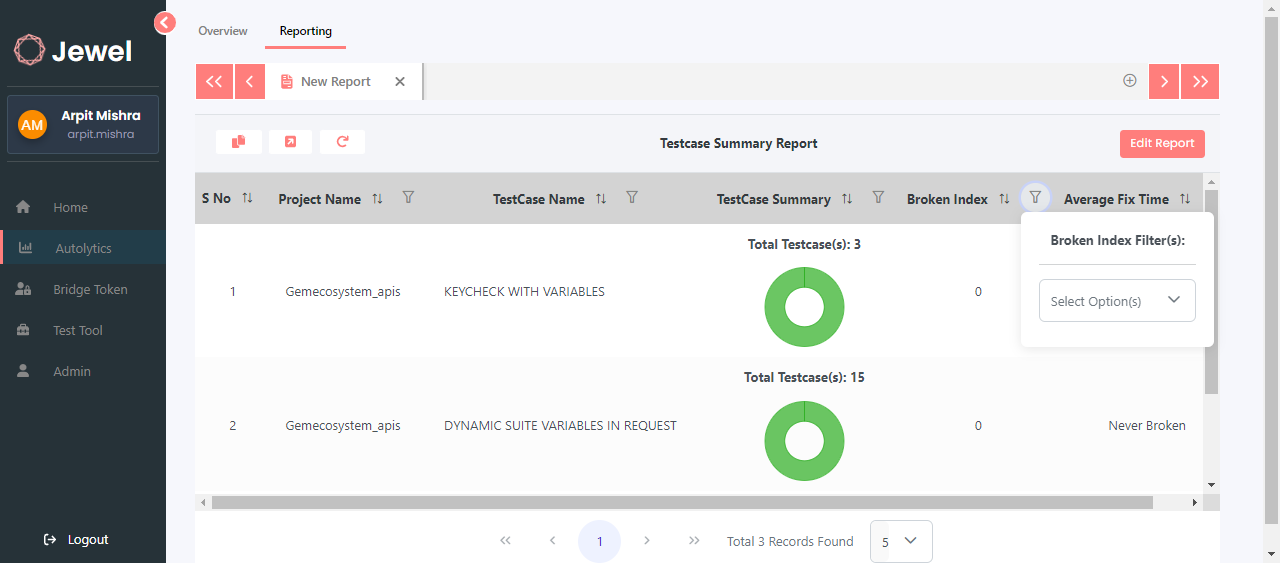 Jewel
AM
Arpit Mishra
arpit.mishra
Home
Autolytics
Bridge Token
Test Tool
Admin
Logout
Overview
Reporting
New Report
Testcase Summary Report
Edit Report
S No
Project Name
TestCase Name
TestCase Summary
Broken Index
Average Fix Time
Broken Index Filter(s):
Select Option(s)
1
Gemecosystem_apis
KEYCHECK WITH VARIABLES
Total Testcase(s): 3
0
2
Gemecosystem_apis
DYNAMIC SUITE VARIABLES IN REQUEST
Total Testcase(s): 15
0
Never Broken
1
Total 3 Records Found
5